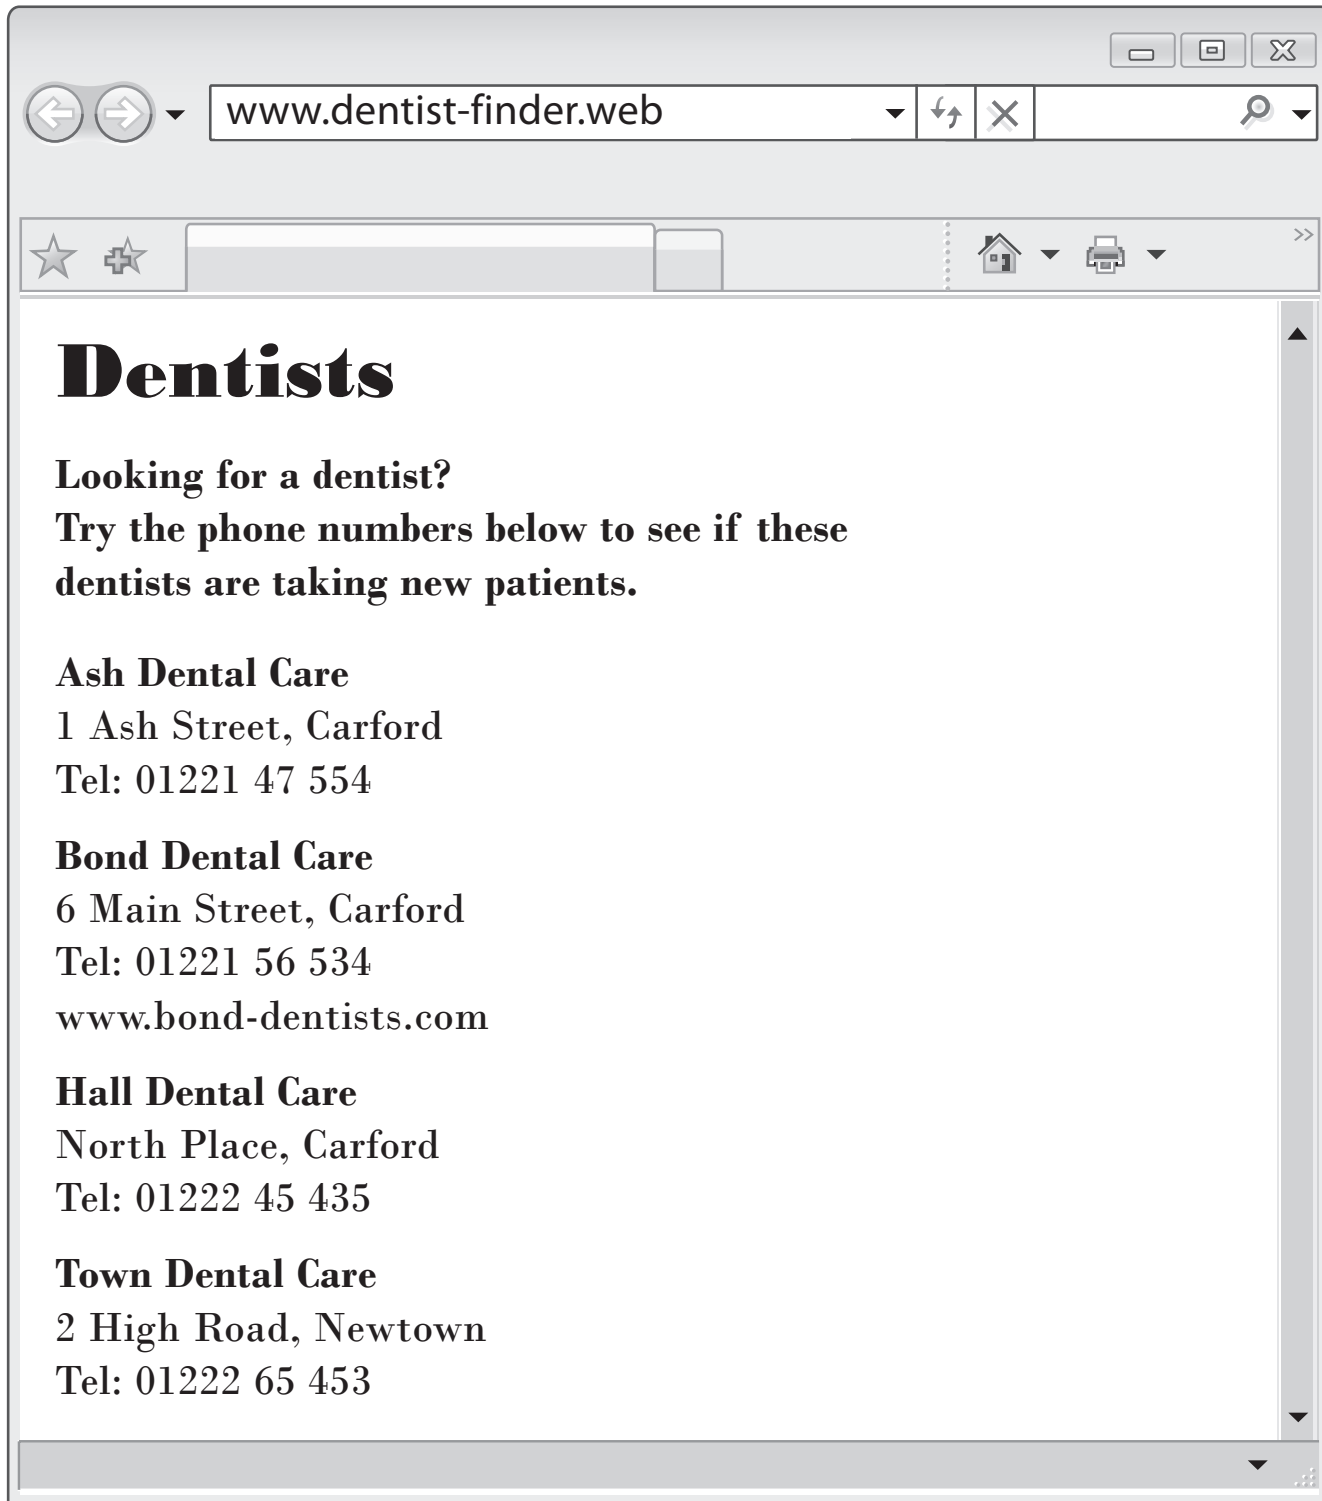 www.dentist-finder.web
Dentists
Looking for a dentist?
Try the phone numbers below to see if these
dentists are taking new patients.
Ash Dental Care
1 Ash Street, Carford
Tel: 01221 47 554
Bond Dental Care
6 Main Street, Carford
Tel: 01221 56 534
www.bond-dentists.com
Hall Dental Care
North Place, Carford
Tel: 01222 45 435
Town Dental Care
2 High Road, Newtown
Tel: 01222 65 453